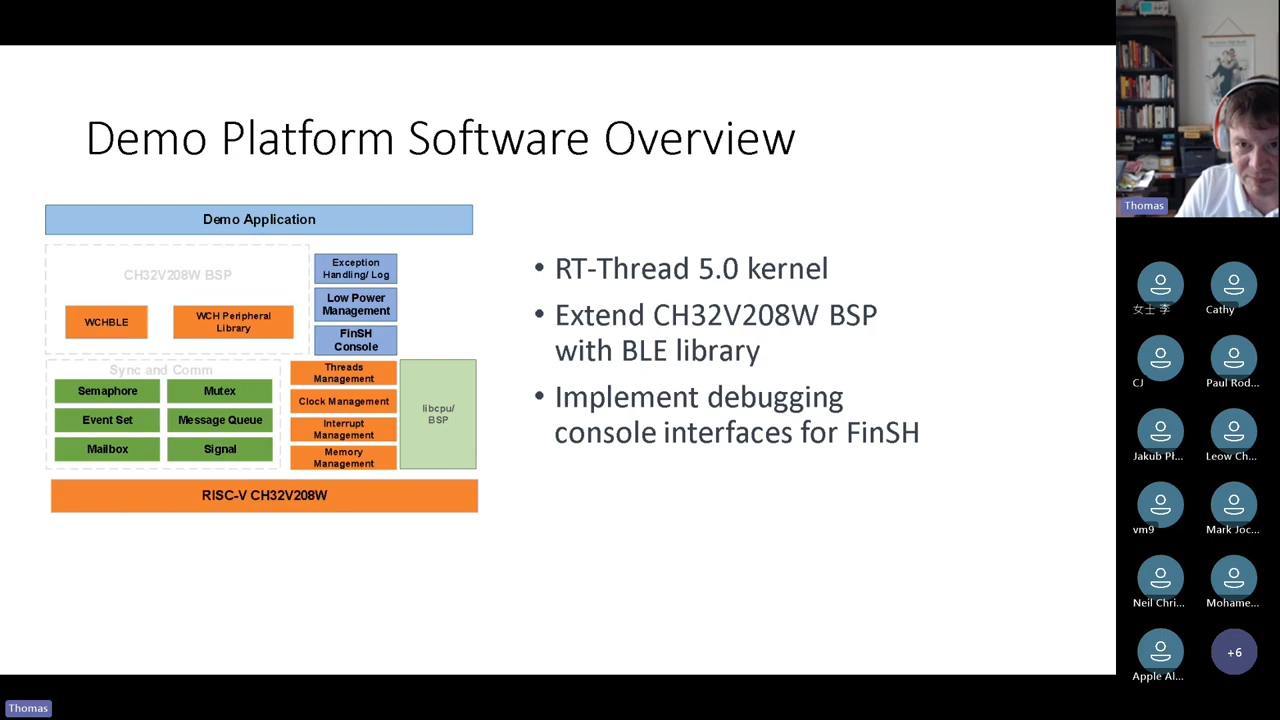 Demo Platform Software Overview
Demo Application
CH32V208W BSP
WCHBLE
WCH Peripheral
Library
Exception
Handling/ Log
Low Power
Management
FinSH
Console
Sync and Comm
Semaphore
Mutex
Event Set
Message Queue
Mailbox
Signal
Threads
Management
Clock Management
Interrupt
Management
Memory
Management
libcpu/
BSP
RISC-V CH32V208W
• RT-Thread 5.0 kernel
• Extend CH32V208W BSP
with BLE library
• Implement debugging
console interfaces for FinSH
Thomas
女士 李
Cathy
CJ
Paul Rod...
Jakub Pł...
Leow Ch...
vm9
Mark Joc...
Neil Chri...
Mohame...
Apple Al...
+6
Thomas